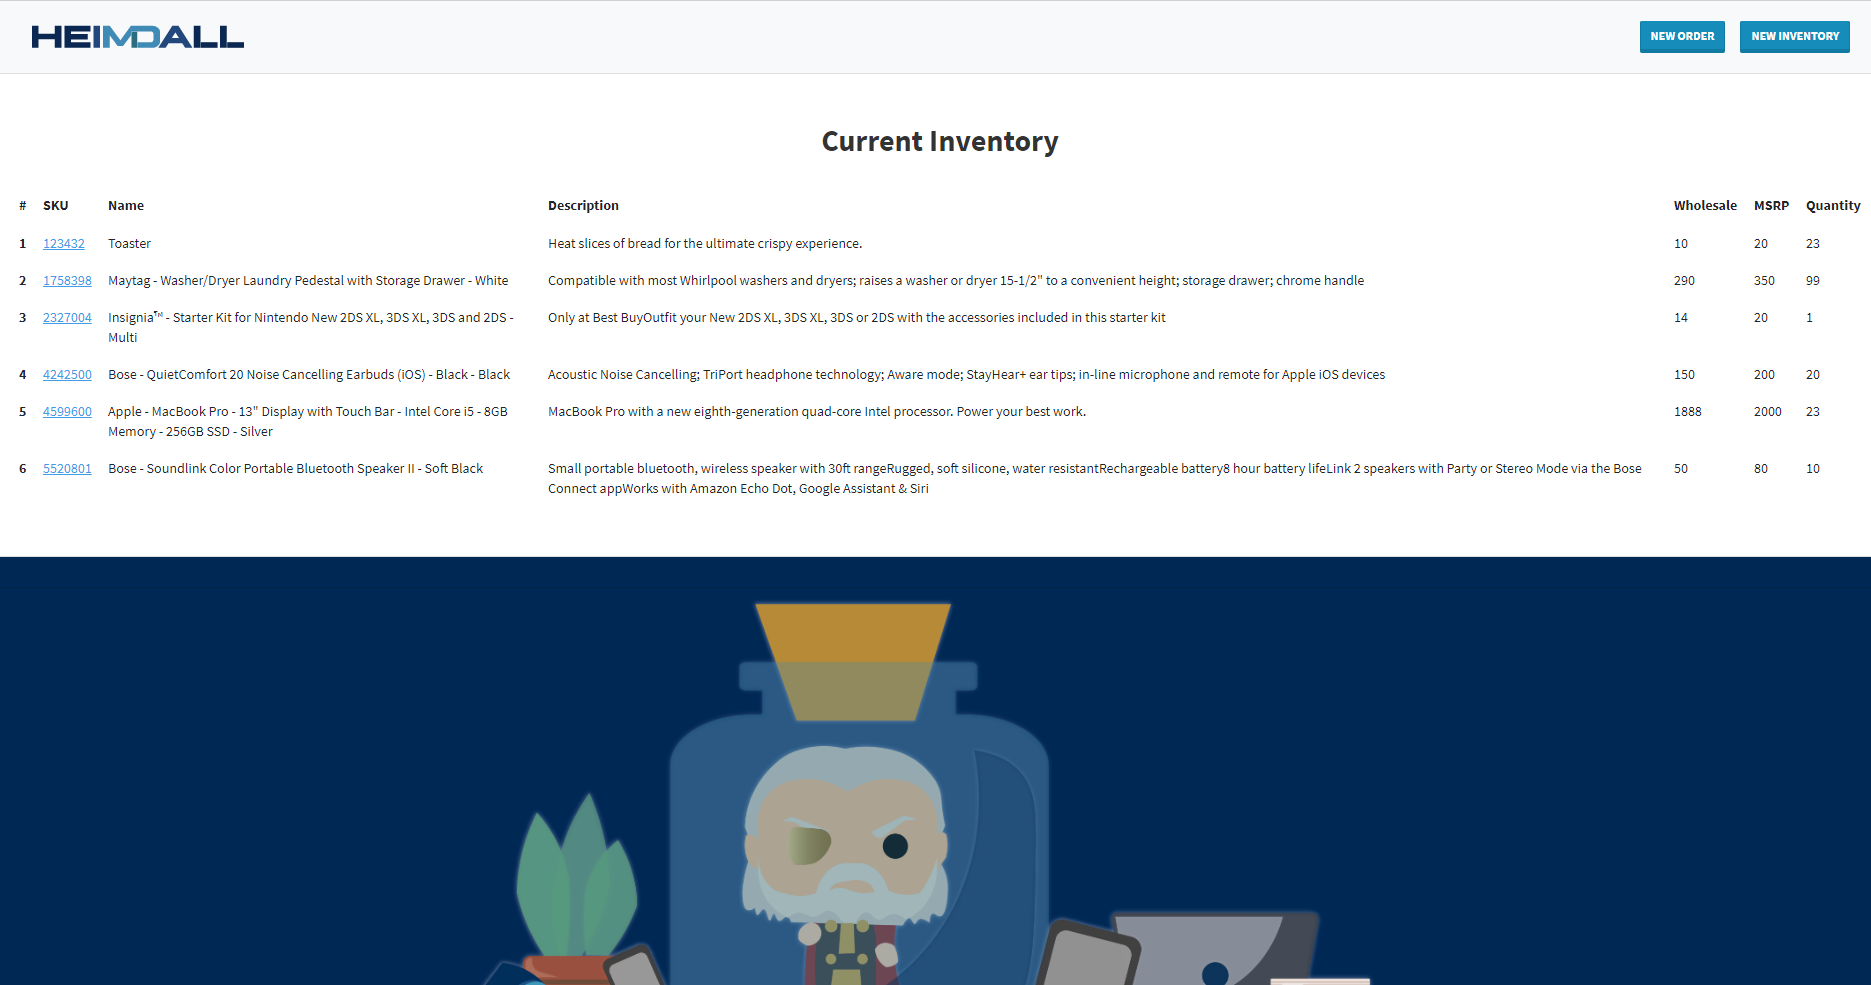 HEIMDALL
NEW ORDER NEW INVENTORY
Current Inventory
# SKU Name Description Wholesale MSRP Quantity
1 123432 Toaster Heat slices of bread for the ultimate crispy experience. 10 20 23
2 1758398 Maytag - Washer/Dryer Laundry Pedestal with Storage Drawer - White Compatible with most Whirlpool washers and dryers; raises a washer or dryer 15-1/2" to a convenient height; storage drawer; chrome handle 290 350 99
3 2327004 Insignia™ - Starter Kit for Nintendo New 2DS XL, 3DS XL, 3DS and 2DS - Only at Best BuyOutfit your New 2DS XL, 3DS XL, 3DS or 2DS with the accessories included in this starter kit 14 20 1
Multi
4 4242500 Bose - QuietComfort 20 Noise Cancelling Earbuds (iOS) - Black - Black Acoustic Noise Cancelling; TriPort headphone technology; Aware mode; StayHear+ ear tips; in-line microphone and remote for Apple iOS devices 150 200 20
5 4599600 Apple - MacBook Pro - 13" Display with Touch Bar - Intel Core i5 - 8GB MacBook Pro with a new eighth-generation quad-core Intel processor. Power your best work. 1888 2000 23
Memory - 256GB SSD - Silver
6 5520801 Bose - Soundlink Color Portable Bluetooth Speaker II - Soft Black Small portable bluetooth, wireless speaker with 30ft rangeRugged, soft silicone, water resistantRechargeable battery8 hour battery lifeLink 2 speakers with Party or Stereo Mode via the Bose 50 80 10
Connect appWorks with Amazon Echo Dot, Google Assistant & Siri